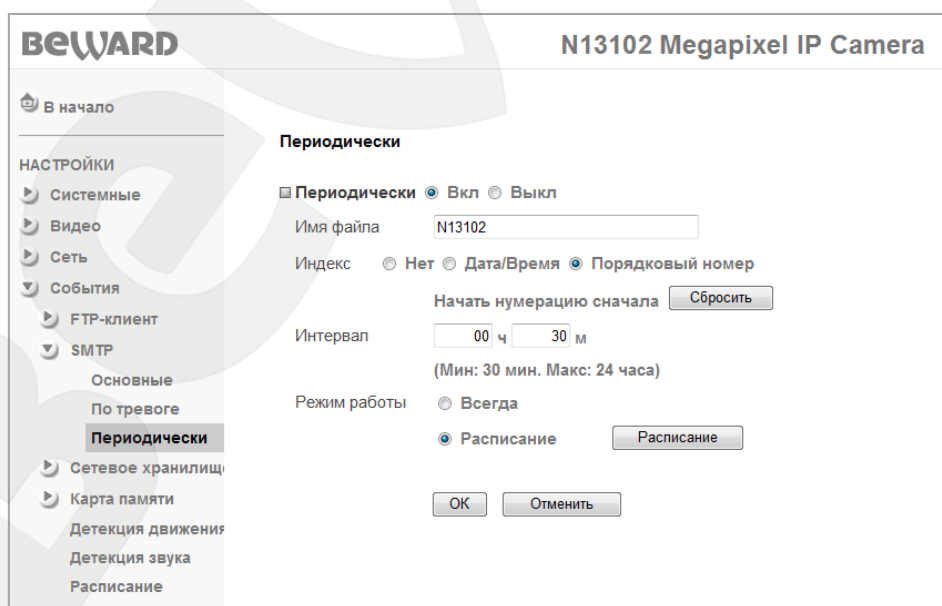 BEWARD
N13102 Megapixel IP Camera
В начало
НАСТРОЙКИ
Системные
Видео
Сеть
События
FTP-клиент
SMTP
Основные
По тревоге
Периодически
Сетевое хранилищ
Карта памяти
Детекция движения
Детекция звука
Расписание
Периодически
Периодически Вкл Выкл
Имя файла N13102
Индекс Нет Дата/Время Порядковый номер
Начать нумерацию сначала Сбросить
Интервал 00 ч 30 м
(Мин: 30 мин. Макс: 24 часа)
Режим работы Всегда
Расписание Расписание
OK Отменить